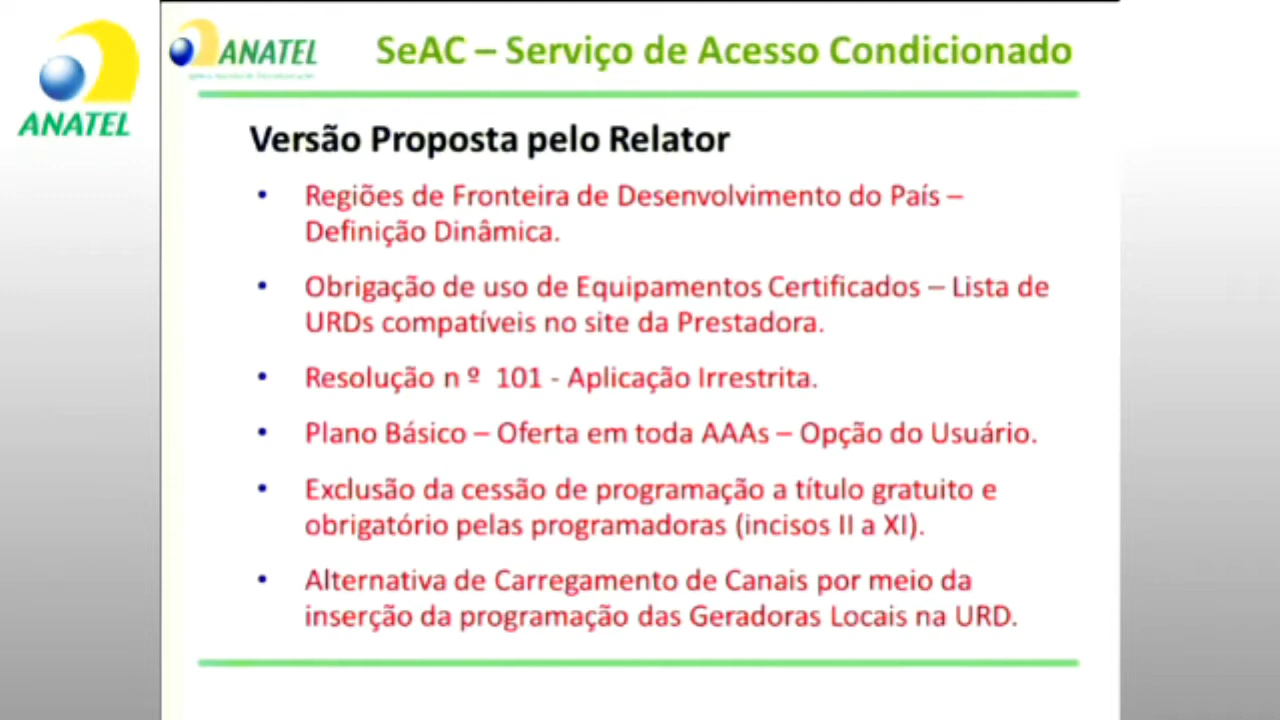 ANATEL
ANATEL
SeAC – Serviço de Acesso Condicionado
Versão Proposta pelo Relator
• Regiões de Fronteira de Desenvolvimento do País –
Definição Dinâmica.
• Obrigação de uso de Equipamentos Certificados – Lista de
URDs compatíveis no site da Prestadora.
• Resolução n º 101 - Aplicação Irrestrita.
• Plano Básico – Oferta em toda AAAs – Opção do Usuário.
• Exclusão da cessão de programação a título gratuito e
obrigatório pelas programadoras (incisos II a XI).
• Alternativa de Carregamento de Canais por meio da
inserção da programação das Geradoras Locais na URD.